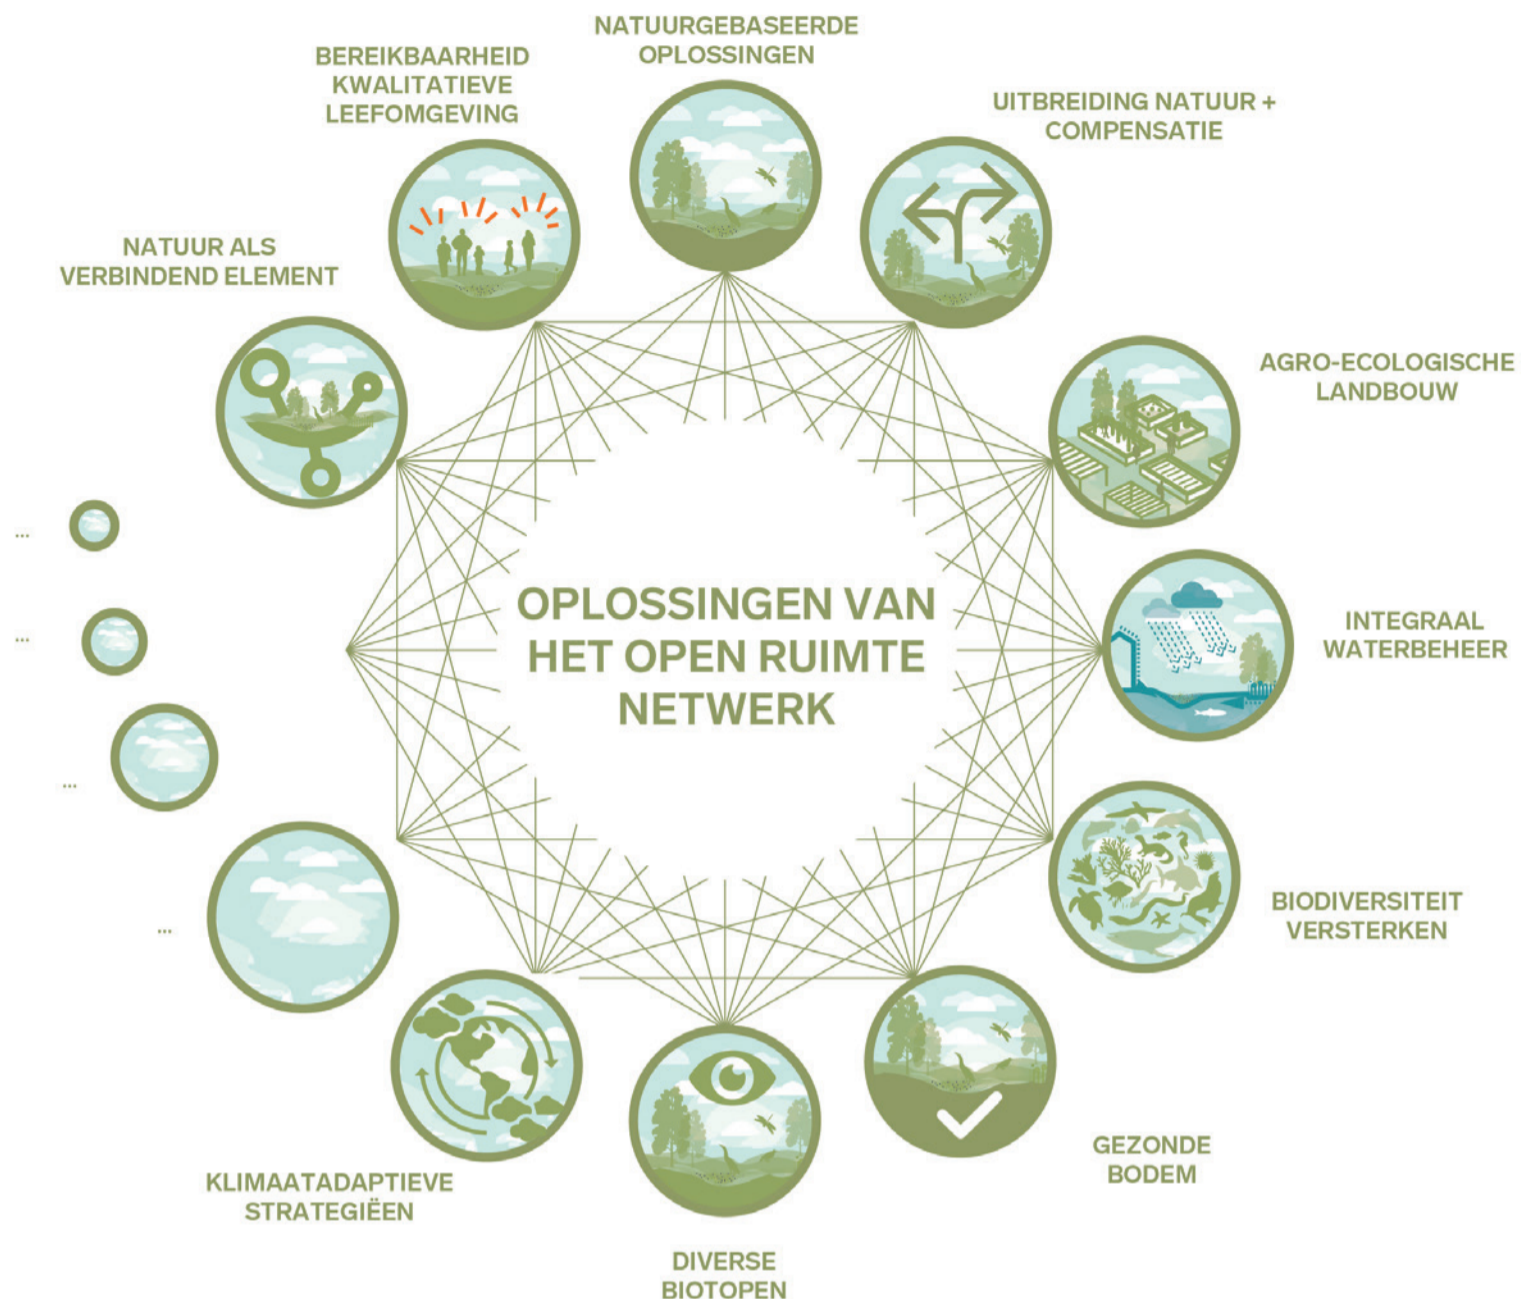 NATUURGEBASEERDE
OPLOSSINGEN
BEREIKBAARHEID
KWALITATIEVE
LEEFOMGEVING
UITBREIDING NATUUR +
COMPENSATIE
NATUUR ALS
VERBINDEND ELEMENT
AGRO-ECOLOGISCHE
LANDBOUW
...
OPLOSSINGEN VAN
HET OPEN RUIMTE
NETWERK
INTEGRAAL
WATERBEHEER
...
...
BIODIVERSITEIT
VERSTERKEN
...
GEZONDE
BODEM
KLIMAATADAPTIEVE
STRATEGIËEN
DIVERSE
BIOTOPEN